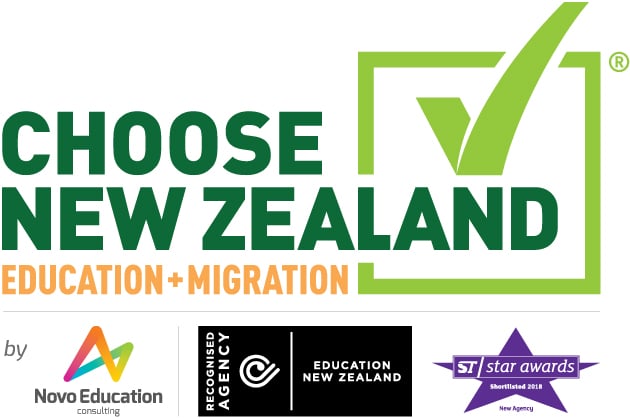 CHOOSE
NEW ZEALAND
®
EDUCATION + MIGRATION
by
Novo Education
consulting
RECOGNISED
AGENCY
EDUCATION
NEW ZEALAND
ST star awards
Shortlisted 2018
New Agency